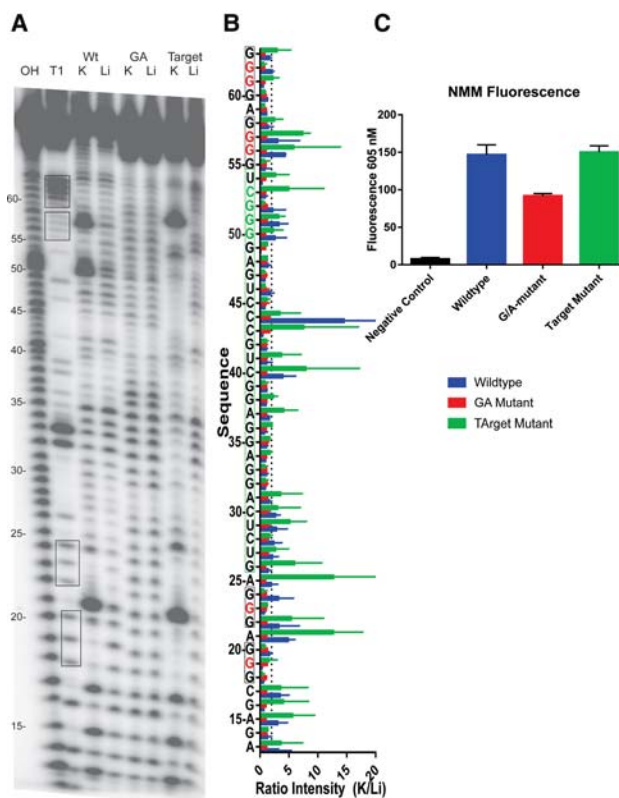 A
Wt GA Target
OH T1 K Li K Li K Li
60-
55-
50-
45-
40-
35-
30-
25-
20-
15-
B
G
G
G
60-G
A
G
G
G
55-G
U
C
G
G
50-G
G
A
G
U
45-C
C
C
G
U
40-C
G
G
A
G
35-G
A
G
G
A
30-C
U
C
U
G
25-A
G
G
G
A
20-G
G
G
C
G
15-A
G
A
Sequence
0 5 10 15 20
Ratio Intensity (K/Li)
C
NMM Fluorescence
200
150
100
50
0
Fluorescence 605 nM
Negative Control
Wildtype
G/A-mutant
Target Mutant
Wildtype
GA Mutant
TArget Mutant